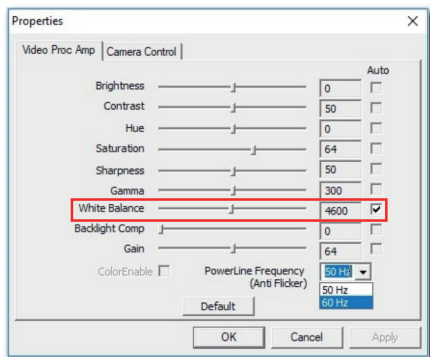 Properties
Video Proc Amp Camera Control
Auto
Brightness 0
Contrast 50
Hue 0
Saturation 64
Sharpness 50
Gamma 300
White Balance 4600
Backlight Comp 0
Gain 64
ColorEnable PowerLine Frequency 50 Hz
(Anti Flicker) 50 Hz
60 Hz
Default
OK Cancel Apply